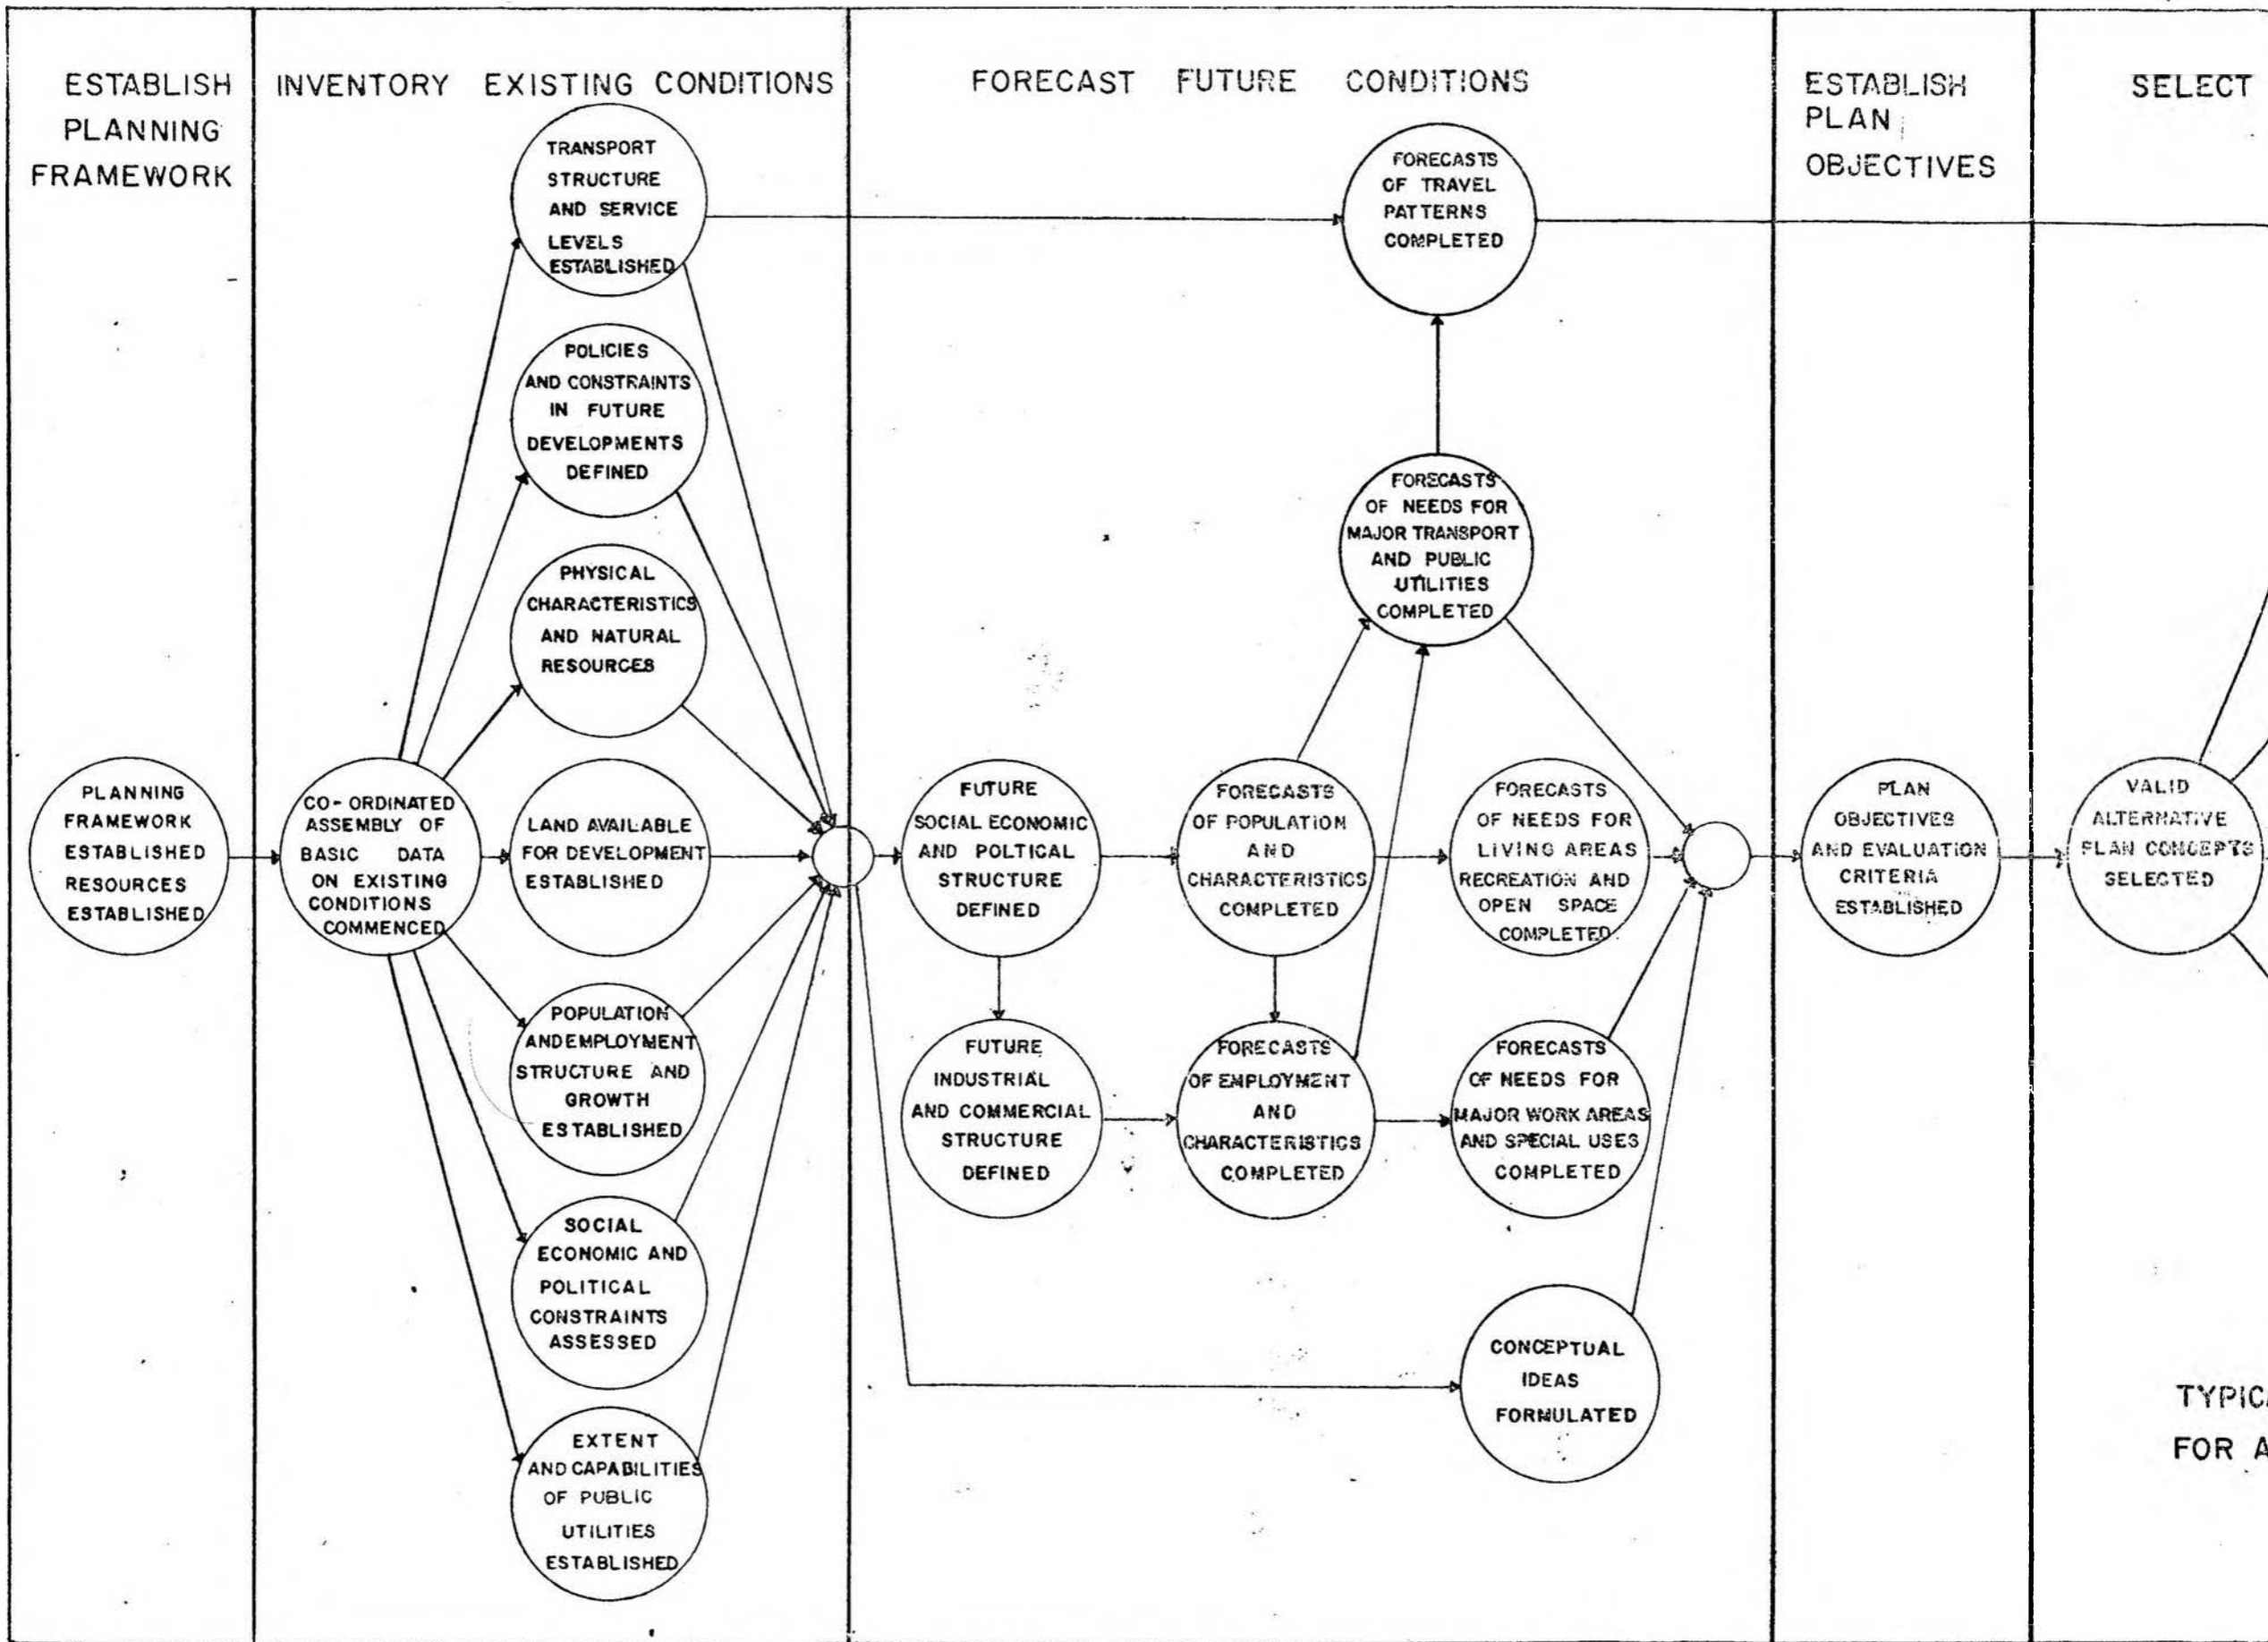 ESTABLISH
PLANNING
FRAMEWORK
INVENTORY EXISTING CONDITIONS
FORECAST FUTURE CONDITIONS
ESTABLISH
PLAN
OBJECTIVES
SELECT
TRANSPORT
STRUCTURE
AND SERVICE
LEVELS
ESTABLISHED
FORECASTS
OF TRAVEL
PATTERNS
COMPLETED
POLICIES
AND CONSTRAINTS
IN FUTURE
DEVELOPMENTS
DEFINED
FORECASTS
OF NEEDS FOR
MAJOR TRANSPORT
AND PUBLIC
UTILITIES
COMPLETED
PHYSICAL
CHARACTERISTICS
AND NATURAL
RESOURCES
PLANNING
FRAMEWORK
ESTABLISHED
RESOURCES
ESTABLISHED
CO-ORDINATED
ASSEMBLY OF
BASIC DATA
ON EXISTING
CONDITIONS
COMMENCED
LAND AVAILABLE
FOR DEVELOPMENT
ESTABLISHED
FUTURE
SOCIAL ECONOMIC
AND POLTICAL
STRUCTURE
DEFINED
FORECASTS
OF POPULATION
AND
CHARACTERISTICS
COMPLETED
FORECASTS
OF NEEDS FOR
LIVING AREAS
RECREATION AND
OPEN SPACE
COMPLETED
PLAN
OBJECTIVES
AND EVALUATION
CRITERIA
ESTABLISHED
VALID
ALTERNATIVE
PLAN CONCEPTS
SELECTED
POPULATION
AND EMPLOYMENT
STRUCTURE AND
GROWTH
ESTABLISHED
FUTURE
INDUSTRIAL
AND COMMERCIAL
STRUCTURE
DEFINED
FORECASTS
OF EMPLOYMENT
AND
CHARACTERISTICS
COMPLETED
FORECASTS
OF NEEDS FOR
MAJOR WORK AREAS
AND SPECIAL USES
COMPLETED
SOCIAL
ECONOMIC AND
POLITICAL
CONSTRAINTS
ASSESSED
CONCEPTUAL
IDEAS
FORMULATED
EXTENT
AND CAPABILITIES
OF PUBLIC
UTILITIES
ESTABLISHED
TYPICA
FOR A